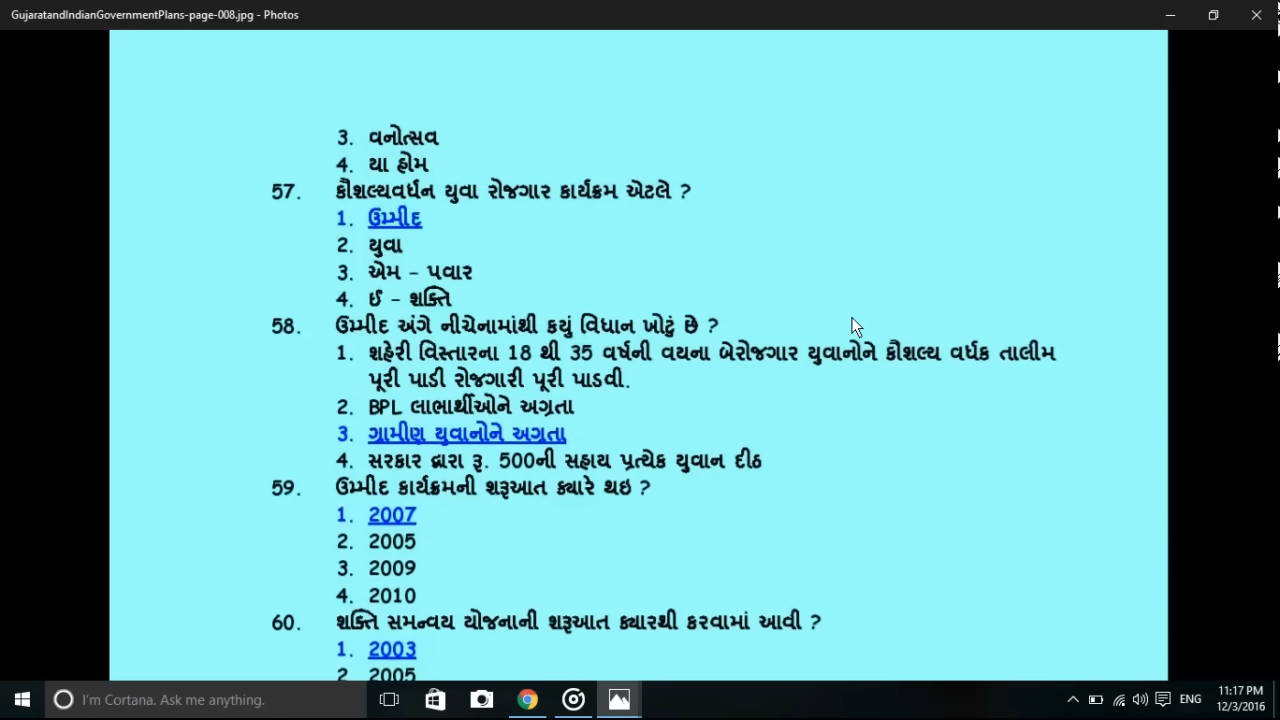 GujaratandIndianGovernmentPlans-page-008.jpg - Photos
3. વનોત્સવ
4. યા હોમ
57. કૌશલ્યવર્ધન યુવા રોજગાર કાર્યક્રમ એટલે ?
1. ઉમ્મીદ
2. યુવા
3. એમ - પવાર
4. ઈ - શક્તિ
58. ઉમ્મીદ અંગે નીચેનામાંથી કયું વિધાન ખોટું છે ?
1. શહેરી વિસ્તારના 18 થી 35 વર્ષની વયના બેરોજગાર યુવાનોને કૌશલ્ય વર્ધક તાલીમ
પૂરી પાડી રોજગારી પૂરી પાડવી.
2. BPL લાભાર્થીઓને અગ્રતા
3. ગ્રામીણ યુવાનોને અગ્રતા
4. સરકાર દ્વારા રૂ. 500ની સહાય પ્રત્યેક યુવાન દીઠ
59. ઉમ્મીદ કાર્યક્રમની શરૂઆત ક્યારે થઇ ?
1. 2007
2. 2005
3. 2009
4. 2010
60. શક્તિ સમન્વય યોજનાની શરૂઆત ક્યારથી કરવામાં આવી ?
1. 2003
2 2005
I'm Cortana. Ask me anything.
ENG
11:17 PM
12/3/2016